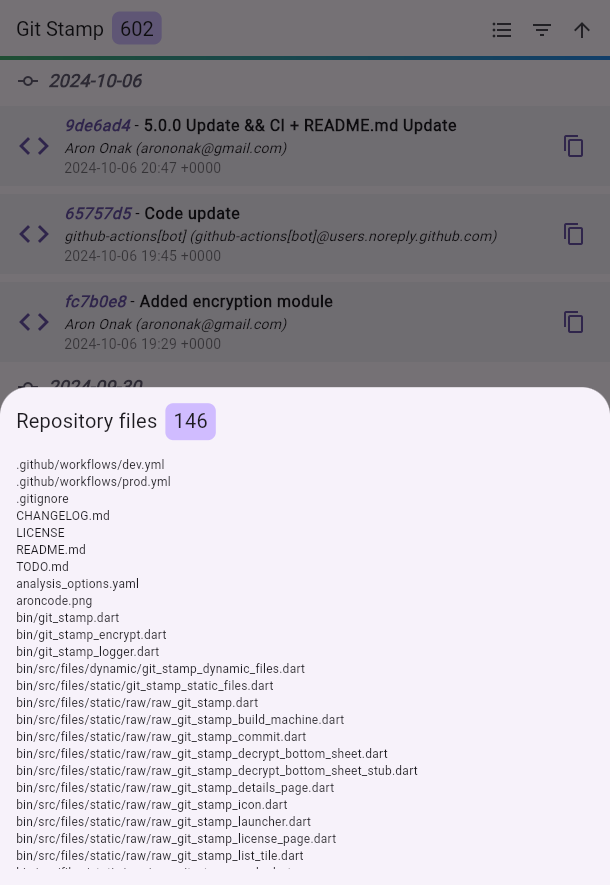 Git Stamp 602
2024-10-06
9de6ad4 - 5.0.0 Update && CI + README.md Update
Aron Onak (arononak@gmail.com)
2024-10-06 20:47 +0000
65757d5 - Code update
github-actions[bot] (github-actions[bot]@users.noreply.github.com)
2024-10-06 19:45 +0000
fc7b0e8 - Added encryption module
Aron Onak (arononak@gmail.com)
2024-10-06 19:29 +0000
2024-09-30
Repository files 146
.github/workflows/dev.yml
.github/workflows/prod.yml
.gitignore
CHANGELOG.md
LICENSE
README.md
TODO.md
analysis_options.yaml
aroncode.png
bin/git_stamp.dart
bin/git_stamp_encrypt.dart
bin/git_stamp_logger.dart
bin/src/files/dynamic/git_stamp_dynamic_files.dart
bin/src/files/static/git_stamp_static_files.dart
bin/src/files/static/raw/raw_git_stamp.dart
bin/src/files/static/raw/raw_git_stamp_build_machine.dart
bin/src/files/static/raw/raw_git_stamp_commit.dart
bin/src/files/static/raw/raw_git_stamp_decrypt_bottom_sheet.dart
bin/src/files/static/raw/raw_git_stamp_decrypt_bottom_sheet_stub.dart
bin/src/files/static/raw/raw_git_stamp_details_page.dart
bin/src/files/static/raw/raw_git_stamp_icon.dart
bin/src/files/static/raw/raw_git_stamp_launcher.dart
bin/src/files/static/raw/raw_git_stamp_license_page.dart
bin/src/files/static/raw/raw_git_stamp_list_tile.dart